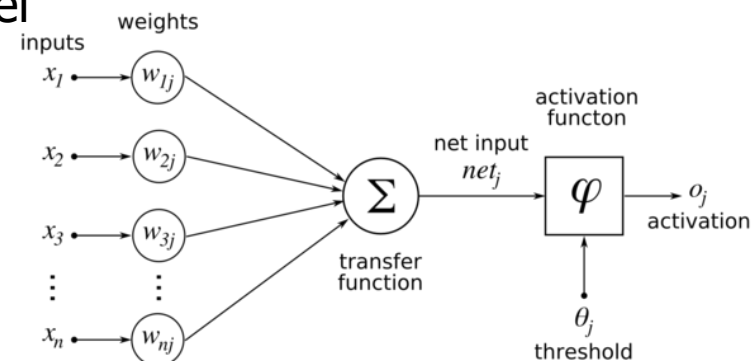 el
weights
inputs
x1
w1j
x2
w2j
x3
w3j
⋮
⋮
xn
wnj
Σ
transfer
function
net input
netj
activation
functon
φ
oj
activation
θj
threshold